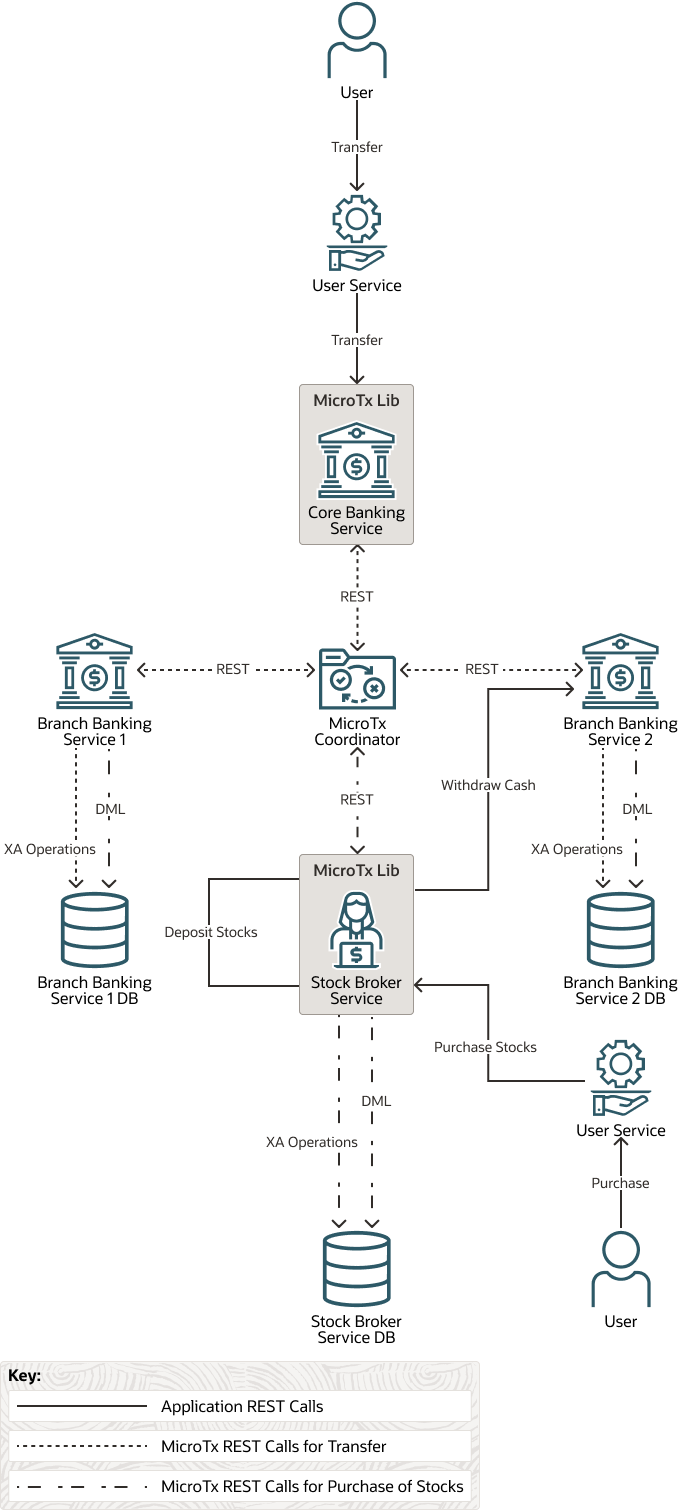 User
Transfer
User Service
Transfer
MicroTx Lib
Core Banking
Service
REST
REST
REST
Branch Banking
Service 1
MicroTx
Coordinator
Branch Banking
Service 2
REST
Withdraw Cash
DML
XA Operations
DML
XA Operations
MicroTx Lib
Deposit Stocks
Stock Broker
Service
Branch Banking
Service 1 DB
Branch Banking
Service 2 DB
Purchase Stocks
User Service
DML
XA Operations
Purchase
Stock Broker
Service DB
User
Key:
Application REST Calls
MicroTx REST Calls for Transfer
MicroTx REST Calls for Purchase of Stocks